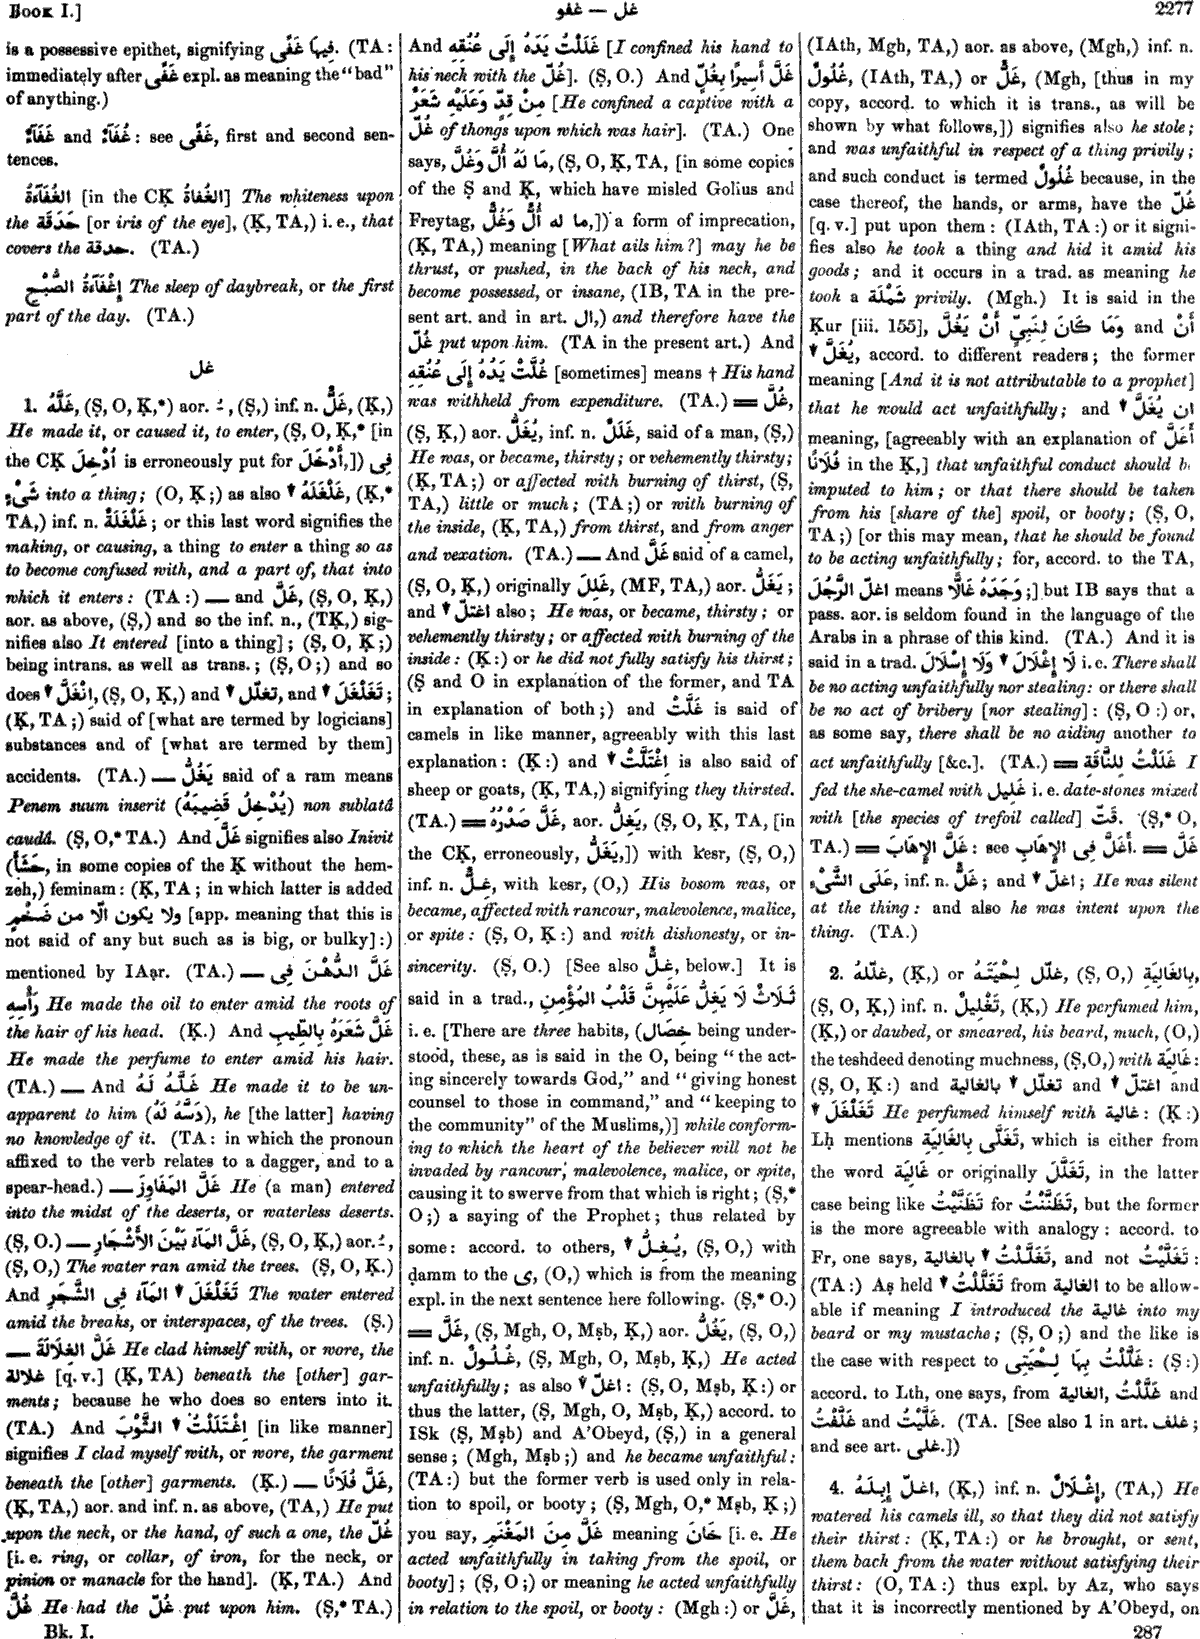 Book I.]
غل — غفو
2277
is a possessive epithet, signifying فِيهَا غَفًى. (TA:
immediately after غَفًى expl. as meaning the "bad"
of anything.)
غَفَآءٌ and غُفَآءٌ: see غَفًى, first and second sen-
tences.
الغُفَآءَةُ [in the CḲ الغُفاةُ] The whiteness upon
the حَدَقَة [or iris of the eye], (Ḳ, TA,) i. e., that
covers the حدقة. (TA.)
إِغْفَآءَةُ الصُّبْحِ The sleep of daybreak, or the first
part of the day. (TA.)
غل
1. غَلَّهُ, (Ṣ, O, Ḳ,*) aor. ـُ, (Ṣ,) inf. n. غَلٌّ, (Ḳ,)
He made it, or caused it, to enter, (Ṣ, O, Ḳ,* [in
the CḲ اُدْخِلَ is erroneously put for أَدْخَلَ,]) فِى
شَىْءٍ into a thing; (O, Ḳ;) as also ▼ غَلْغَلَهُ, (Ḳ,*
TA,) inf. n. غَلْغَلَةٌ; or this last word signifies the
making, or causing, a thing to enter a thing so as
to become confused with, and a part of, that into
which it enters: (TA:) — and غَلَّ, (Ṣ, O, Ḳ,)
aor. as above, (Ṣ,) and so the inf. n., (TḲ,) sig-
nifies also It entered [into a thing]; (Ṣ, O, Ḳ;)
being intrans. as well as trans.; (Ṣ, O;) and so
does ▼ اِنْغَلَّ, (Ṣ, O, Ḳ,) and ▼ تغلّل, and ▼ تَغَلْغَلَ;
(Ḳ, TA;) said of [what are termed by logicians]
substances and of [what are termed by them]
accidents. (TA.) — يَغُلُّ said of a ram means
Penem suum inserit (يُدْخِلُ قَضِيبَهُ) non sublatâ
caudâ. (Ṣ, O,* TA.) And غَلَّ signifies also Inivit
(حَشَأَ, in some copies of the Ḳ without the hem-
zeh,) feminam: (Ḳ, TA; in which latter is added
ولا يكون الّا من ضَخْمٍ [app. meaning that this is
not said of any but such as is big, or bulky]:)
mentioned by IAạr. (TA.) — غَلَّ الدُّهْنَ فِى
رَأْسِهِ He made the oil to enter amid the roots of
the hair of his head. (Ḳ.) And غَلَّ شَعَرَهُ بِالطِّيبِ
He made the perfume to enter amid his hair.
(TA.) — And غَلَّهُ لَهُ He made it to be un-
apparent to him (دَسَّهُ لَهُ), he [the latter] having
no knowledge of it. (TA: in which the pronoun
affixed to the verb relates to a dagger, and to a
spear-head.) — غَلَّ المَفَاوِزَ He (a man) entered
into the midst of the deserts, or waterless deserts.
(Ṣ, O.) — غَلَّ المَآءُ بَيْنَ الأَشْجَارِ, (Ṣ, O, Ḳ,) aor. ـُ,
(Ṣ, O,) The water ran amid the trees. (Ṣ, O, Ḳ.)
And تَغَلْغَلَ ▼ المَآءُ فِى الشَّجَرِ The water entered
amid the breaks, or interspaces, of the trees. (Ṣ.)
— غَلَّ الغِلَالَةَ He clad himself with, or wore, the
غلالة [q. v.] (Ḳ, TA) beneath the [other] gar-
ments; because he who does so enters into it.
(TA.) And اِغْتَلَلْتُ ▼ الثَّوْبَ [in like manner]
signifies I clad myself with, or wore, the garment
beneath the [other] garments. (Ḳ.) — غَلَّ فُلَانًا,
(Ḳ, TA,) aor. and inf. n. as above, (TA,) He put
upon the neck, or the hand, of such a one, the غُلّ
[i. e. ring, or collar, of iron, for the neck, or
pinion or manacle for the hand]. (Ḳ, TA.) And
غُلَّ He had the غُلّ put upon him. (Ṣ,* TA.)
Bk. I.
And غَلَلْتُ يَدَهُ إِلَى عُنُقِهِ [I confined his hand to
his neck with the غُلّ]. (Ṣ, O.) And غَلَّ أَسِيرًا بِغُلٍّ
مِنْ قِدٍّ وَعَلَيْهِ شَعَرٌ [He confined a captive with a
غُلّ of thongs upon which was hair]. (TA.) One
says, مَا لَهُ أُلَّ وَغُلَّ, (Ṣ, O, Ḳ, TA, [in some copies
of the Ṣ and Ḳ, which have misled Golius and
Freytag, ما له أُلٌّ وَغُلٌّ,]) a form of imprecation,
(Ḳ, TA,) meaning [What ails him?] may he be
thrust, or pushed, in the back of his neck, and
become possessed, or insane, (IB, TA in the pre-
sent art. and in art. ال,) and therefore have the
غُلّ put upon him. (TA in the present art.) And
غُلَّتْ يَدُهُ إِلَى عُنُقِهِ [sometimes] means † His hand
was withheld from expenditure. (TA.) ═ غُلَّ,
(Ṣ, Ḳ,) aor. يُغَلُّ, inf. n. غَلَلٌ, said of a man, (Ṣ,)
He was, or became, thirsty; or vehemently thirsty;
(Ḳ, TA;) or affected with burning of thirst, (Ṣ,
TA,) little or much; (TA;) or with burning of
the inside, (Ḳ, TA,) from thirst, and from anger
and vexation. (TA.) — And غَلَّ said of a camel,
(Ṣ, O, Ḳ,) originally غَلِلَ, (MF, TA,) aor. يَغَلُّ;
and ▼ اغتلّ also; He was, or became, thirsty; or
vehemently thirsty; or affected with burning of the
inside: (Ḳ:) or he did not fully satisfy his thirst;
(Ṣ and O in explanation of the former, and TA
in explanation of both;) and غَلَّتْ is said of
camels in like manner, agreeably with this last
explanation: (Ḳ:) and ▼ اِغْتَلَّتْ is also said of
sheep or goats, (Ḳ, TA,) signifying they thirsted.
(TA.) ═ غَلَّ صَدْرُهُ, aor. يَغِلُّ, (Ṣ, O, Ḳ, TA, [in
the CḲ, erroneously, يَغَلُّ,]) with kesr, (Ṣ, O,)
inf. n. غِلٌّ, with kesr, (O,) His bosom was, or
became, affected with rancour, malevolence, malice,
or spite: (Ṣ, O, Ḳ:) and with dishonesty, or in-
sincerity. (Ṣ, O.) [See also غِلٌّ, below.] It is
said in a trad., ثَلَاثٌ لَا يَغِلُّ عَلَيْهِنَّ قَلْبُ المُؤْمِنِ
i. e. [There are three habits, (خِصَال being under-
stood, these, as is said in the O, being "the act-
ing sincerely towards God," and "giving honest
counsel to those in command," and "keeping to
the community" of the Muslims,)] while conform-
ing to which the heart of the believer will not be
invaded by rancour, malevolence, malice, or spite,
causing it to swerve from that which is right; (Ṣ,*
O;) a saying of the Prophet; thus related by
some: accord. to others, ▼ يُغِلُّ, (Ṣ, O,) with
ḍamm to the ى, (O,) which is from the meaning
expl. in the next sentence here following. (Ṣ,* O.)
═ غَلَّ, (Ṣ, Mgh, O, Mṣb, Ḳ,) aor. يَغُلُّ, (Ṣ, O,)
inf. n. غُلُولٌ, (Ṣ, Mgh, O, Mṣb, Ḳ,) He acted
unfaithfully; as also ▼ اغلّ: (Ṣ, O, Mṣb, Ḳ:) or
thus the latter, (Ṣ, Mgh, O, Mṣb, Ḳ,) accord. to
ISk (Ṣ, Mṣb) and A'Obeyd, (Ṣ,) in a general
sense; (Mgh, Mṣb;) and he became unfaithful:
(TA:) but the former verb is used only in rela-
tion to spoil, or booty; (Ṣ, Mgh, O,* Mṣb, Ḳ;)
you say, غَلَّ مِنَ المَغْنَمِ meaning خَانَ [i. e. He
acted unfaithfully in taking from the spoil, or
booty]; (Ṣ, O;) or meaning he acted unfaithfully
in relation to the spoil, or booty: (Mgh:) or غَلَّ,
(IAth, Mgh, TA,) aor. as above, (Mgh,) inf. n.
غُلُولٌ, (IAth, TA,) or غَلٌّ, (Mgh, [thus in my
copy, accord. to which it is trans., as will be
shown by what follows,]) signifies also he stole;
and was unfaithful in respect of a thing privily;
and such conduct is termed غُلُولٌ because, in the
case thereof, the hands, or arms, have the غُلّ
[q. v.] put upon them: (IAth, TA:) or it signi-
fies also he took a thing and hid it amid his
goods; and it occurs in a trad. as meaning he
took a شَمْلَة privily. (Mgh.) It is said in the
Ḳur [iii. 155], وَمَا كَانَ لِنَبِىٍّ أَنْ يَغُلَّ and أَنْ
▼ يُغَلَّ, accord. to different readers; the former
meaning [And it is not attributable to a prophet]
that he would act unfaithfully; and ▼ ان يُغَلَّ
meaning, [agreeably with an explanation of أَغَلَّ
فُلَانًا in the Ḳ,] that unfaithful conduct should be
imputed to him; or that there should be taken
from his [share of the] spoil, or booty; (Ṣ, O,
TA;) [or this may mean, that he should be found
to be acting unfaithfully; for, accord. to the TA,
اغلّ الرَّجُلَ means وَجَدَهُ غَالًّا;] but IB says that a
pass. aor. is seldom found in the language of the
Arabs in a phrase of this kind. (TA.) And it is
said in a trad. لَا إِغْلَالَ ▼ وَلَا إِسْلَالَ i. e. There shall
be no acting unfaithfully nor stealing: or there shall
be no act of bribery [nor stealing]: (Ṣ, O:) or,
as some say, there shall be no aiding another to
act unfaithfully [&c.]. (TA.) ═ غَلَلْتُ لِلنَّاقَةِ I
fed the she-camel with غَلِيل i. e. date-stones mixed
with [the species of trefoil called] قَتّ. (Ṣ,* O,
TA.) ═ غَلَّ الإِهَابَ: see أَغَلَّ فِى الإِهَابِ. ═ غَلَّ
عَلَى الشَّىْءِ, inf. n. غَلٌّ; and ▼ اغلّ; He was silent
at the thing: and also he was intent upon the
thing. (TA.)
2. غلّلهُ, (Ḳ,) or غلّل لِحْيَتَهُ, (Ṣ, O,) بِالغَالِيَةِ,
(Ṣ, O, Ḳ,) inf. n. تَغْلِيلٌ, (Ḳ,) He perfumed him,
(Ḳ,) or daubed, or smeared, his beard, much, (O,)
the teshdeed denoting muchness, (Ṣ, O,) with غَالِيَة:
(Ṣ, O, Ḳ:) and ▼ تغلّل بالغالية and ▼ اغتلّ and
▼ تَغَلْغَلَ He perfumed himself with غالية: (Ḳ:)
Lḥ mentions تَغَلَّى بِالغَالِيَةِ, which is either from
the word غَالِيَة or originally تَغَلَّلَ, in the latter
case being like تَظَنَّيْتُ for تَظَنَّنْتُ, but the former
is the more agreeable with analogy: accord. to
Fr, one says, ▼ تَغَلَّلْتُ بالغالية, and not تَغَلَّيْتُ:
(TA:) Aṣ held ▼ تَغَلَّلْتُ from الغالية to be allow-
able if meaning I introduced the غالية into my
beard or my mustache; (Ṣ, O;) and the like is
the case with respect to غَلَّلْتُ بِهَا لِحْيَتِى: (Ṣ:)
accord. to Lth, one says, from الغالية, غَلَّلْتُ and
غَلَّفْتُ and غَلَّيْتُ. (TA. [See also 1 in art. غلف;
and see art. غلى.])
4. اغلّ إِبِلَهُ, (Ḳ,) inf. n. إِغْلَالٌ, (TA,) He
watered his camels ill, so that they did not satisfy
their thirst: (Ḳ, TA:) or he brought, or sent,
them back from the water without satisfying their
thirst: (O, TA:) thus expl. by Az, who says
that it is incorrectly mentioned by A'Obeyd, on
287